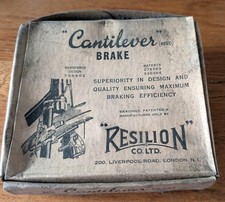 "Cantilever"
BRAKE
SUPERIORITY IN DESIGN AND
QUALITY ENSURING MAXIMUM
BRAKING EFFICIENCY
"RESILION"
CO. LTD.
200, LIVERPOOL ROAD, LONDON, N.1.